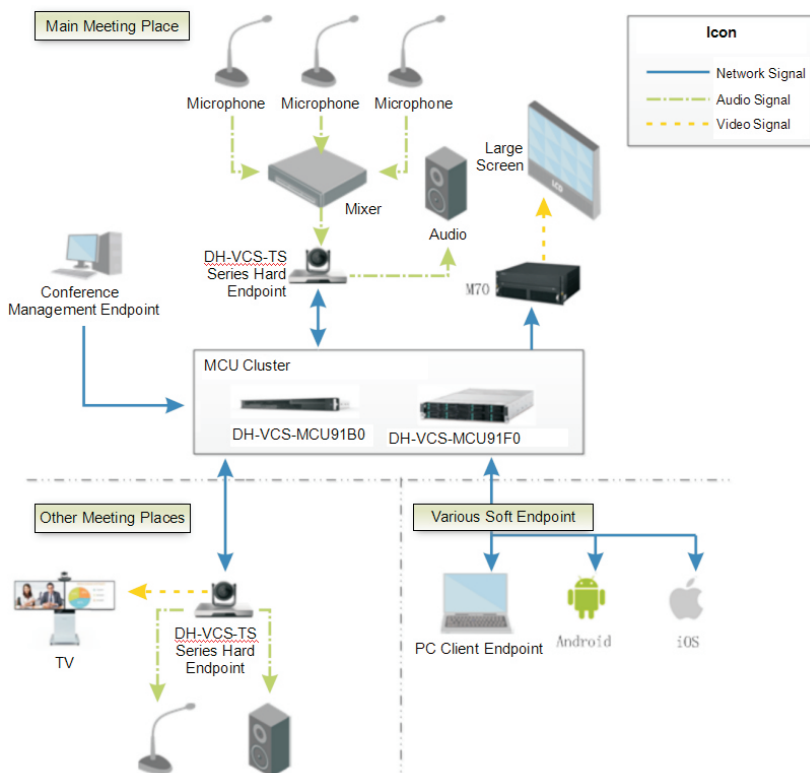 Main Meeting Place
Icon
Network Signal
Audio Signal
Video Signal
Microphone
Microphone
Microphone
Large
Screen
LCD
Mixer
Audio
DH-VCS-TS
Series Hard
Endpoint
M70
Conference
Management Endpoint
MCU Cluster
DH-VCS-MCU91B0
DH-VCS-MCU91F0
Other Meeting Places
Various Soft Endpoint
TV
DH-VCS-TS
Series Hard
Endpoint
PC Client Endpoint
Android
iOS